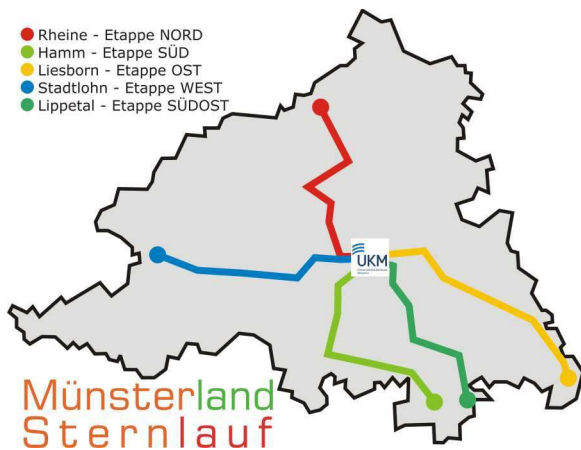 Rheine - Etappe NORD
Hamm - Etappe SÜD
Liesborn - Etappe OST
Stadtlohn - Etappe WEST
Lippetal - Etappe SÜDOST
UKM
Münsterland
Sternlauf